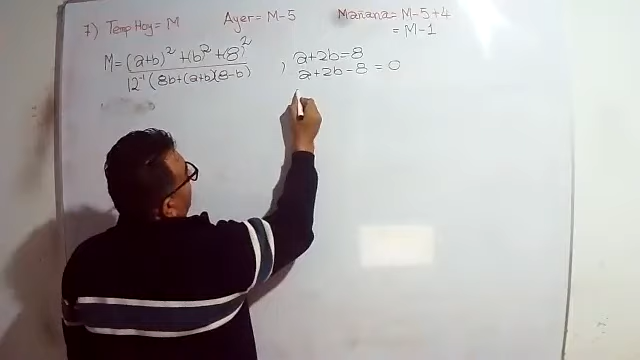 7) Temp Hoy = M Ayer = M-5 Mañana = M-5+4
= M-1
M = (a+b)² + (b)² + (8)² , a+2b=8
12⁻¹ (8b+(a+b)(8-b) a+2b-8=0